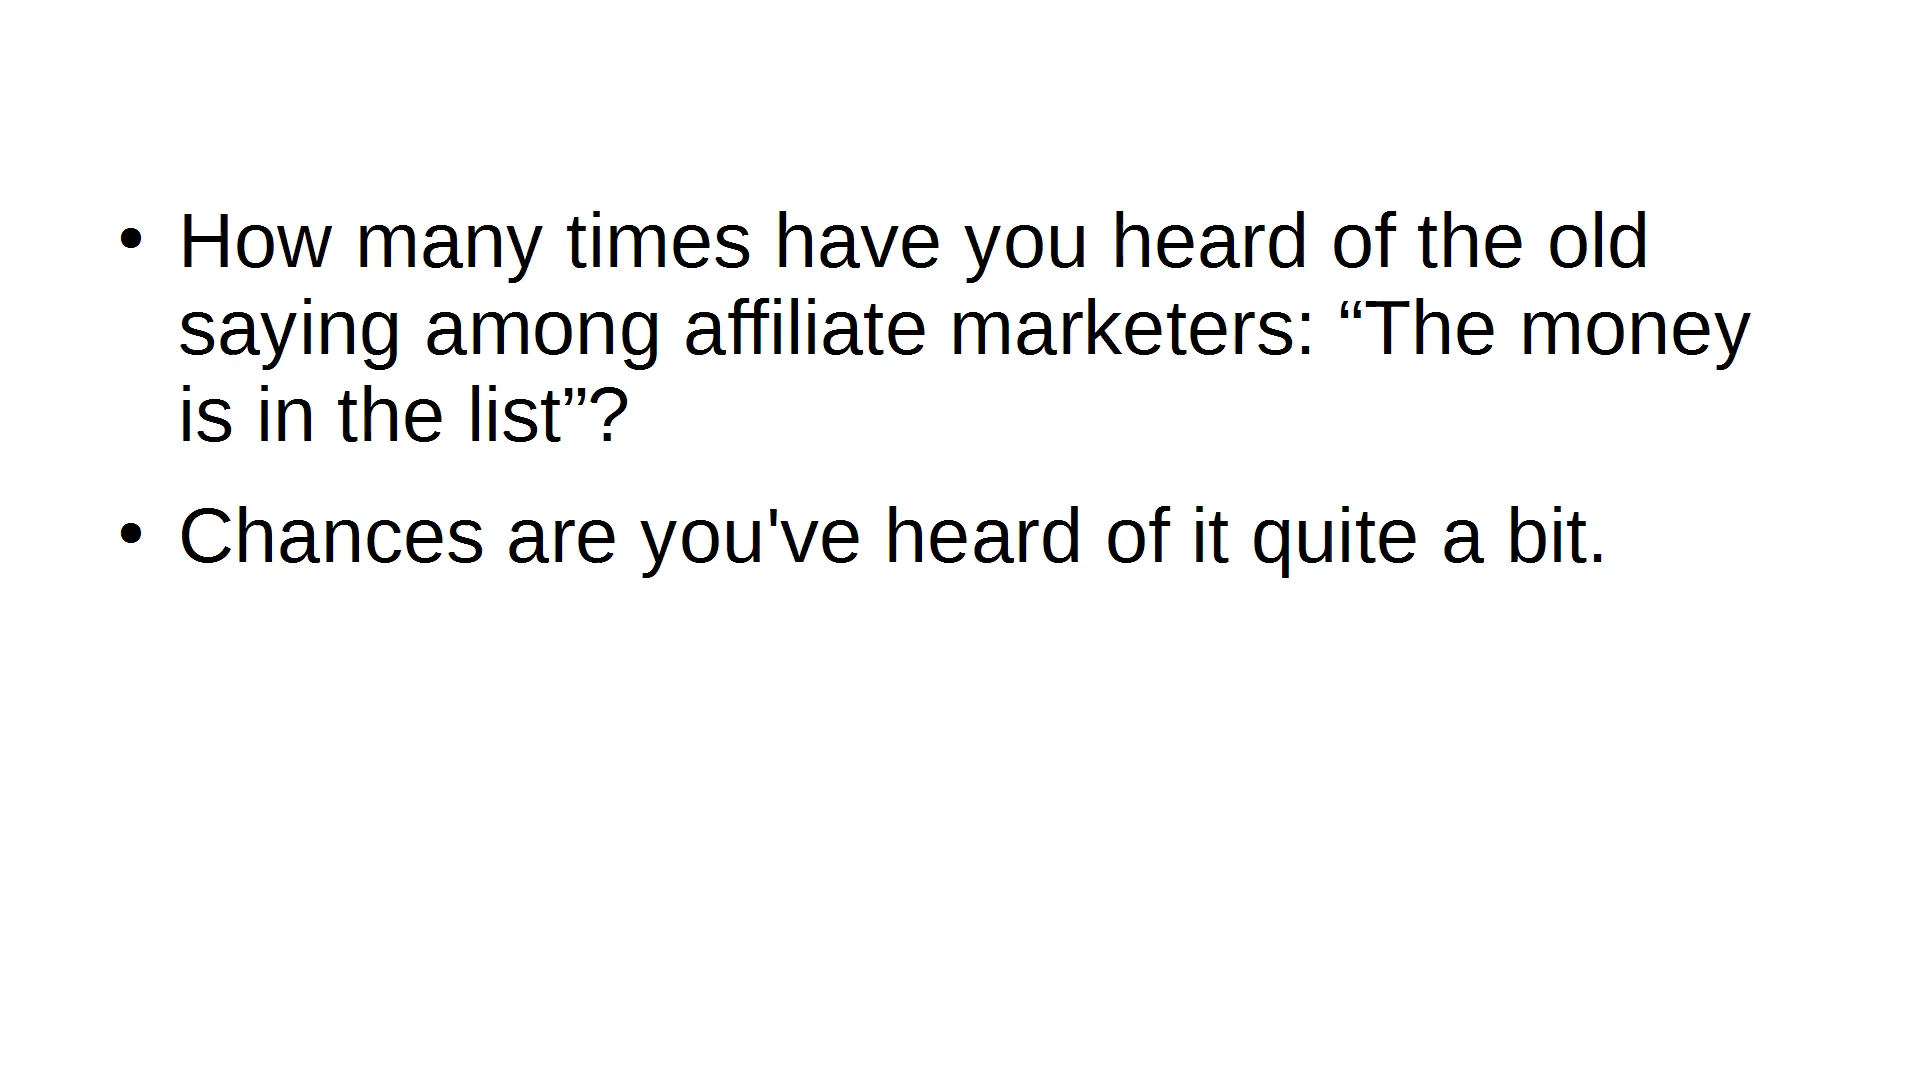 • How many times have you heard of the old
saying among affiliate marketers: “The money
is in the list”?
• Chances are you've heard of it quite a bit.